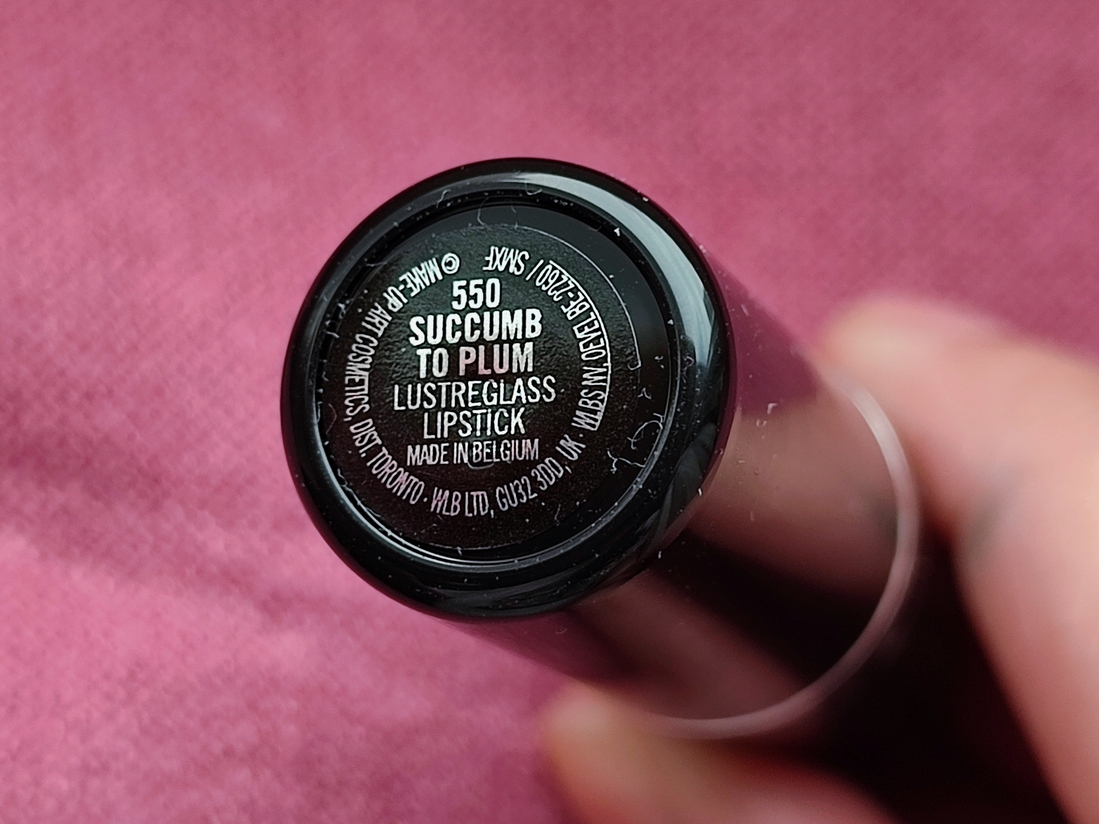 550
SUCCUMB
TO PLUM
LUSTREGLASS
LIPSTICK
MADE IN BELGIUM
© MAKE-UP ART COSMETICS, DIST. TORONTO · WLB LTD, GU32 3DD, UK · WLBS NV, OEVEL BE-2260 / SMXF